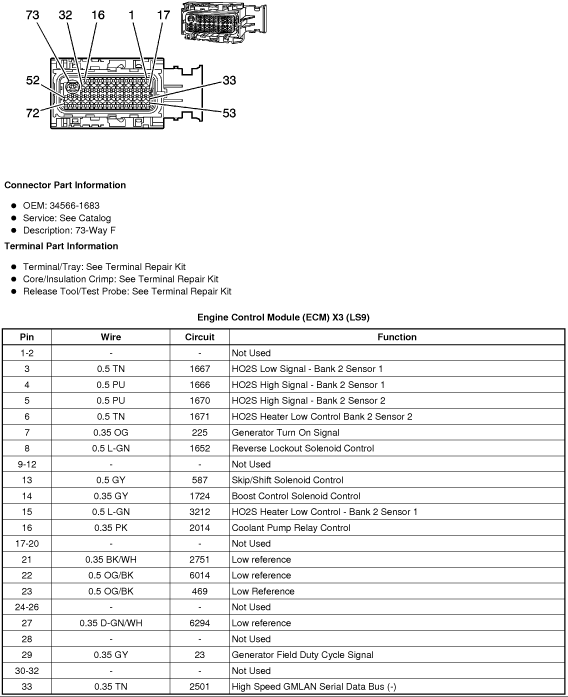 73 32 16 1 17
52 33
72 53
Connector Part Information
● OEM: 34566-1683
● Service: See Catalog
● Description: 73-Way F
Terminal Part Information
● Terminal/Tray: See Terminal Repair Kit
● Core/Insulation Crimp: See Terminal Repair Kit
● Release Tool/Test Probe: See Terminal Repair Kit
Engine Control Module (ECM) X3 (LS9)
Pin Wire Circuit Function
1-2 - - Not Used
3 0.5 TN 1667 HO2S Low Signal - Bank 2 Sensor 1
4 0.5 PU 1666 HO2S High Signal - Bank 2 Sensor 1
5 0.5 PU 1670 HO2S High Signal - Bank 2 Sensor 2
6 0.5 TN 1671 HO2S Heater Low Control Bank 2 Sensor 2
7 0.35 OG 225 Generator Turn On Signal
8 0.5 L-GN 1652 Reverse Lockout Solenoid Control
9-12 - - Not Used
13 0.5 GY 587 Skip/Shift Solenoid Control
14 0.35 GY 1724 Boost Control Solenoid Control
15 0.5 L-GN 3212 HO2S Heater Low Control - Bank 2 Sensor 1
16 0.35 PK 2014 Coolant Pump Relay Control
17-20 - - Not Used
21 0.35 BK/WH 2751 Low reference
22 0.5 OG/BK 6014 Low reference
23 0.5 OG/BK 469 Low Reference
24-26 - - Not Used
27 0.35 D-GN/WH 6294 Low reference
28 - - Not Used
29 0.35 GY 23 Generator Field Duty Cycle Signal
30-32 - - Not Used
33 0.35 TN 2501 High Speed GMLAN Serial Data Bus (-)